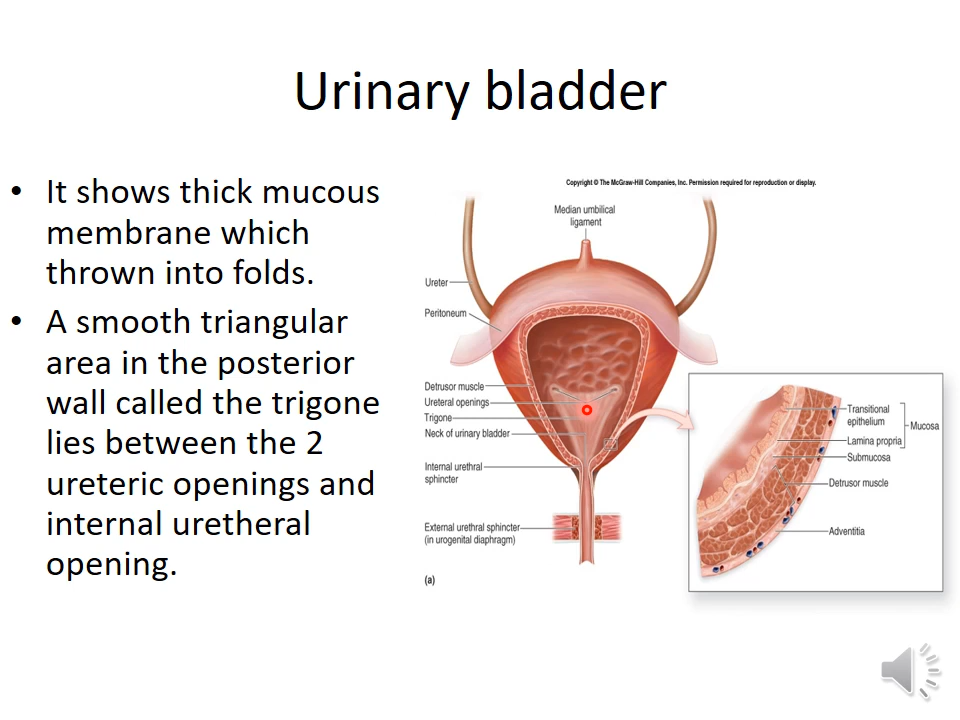 Urinary bladder
• It shows thick mucous
membrane which
thrown into folds.
• A smooth triangular
area in the posterior
wall called the trigone
lies between the 2
ureteric openings and
internal uretheral
opening.
Copyright © The McGraw-Hill Companies, Inc. Permission required for reproduction or display.
Median umbilical
ligament
Ureter
Peritoneum
Detrusor muscle
Ureteral openings
Trigone
Neck of urinary bladder
Internal urethral
sphincter
External urethral sphincter
(in urogenital diaphragm)
(a)
Transitional
epithelium
Mucosa
Lamina propria
Submucosa
Detrusor muscle
Adventitia